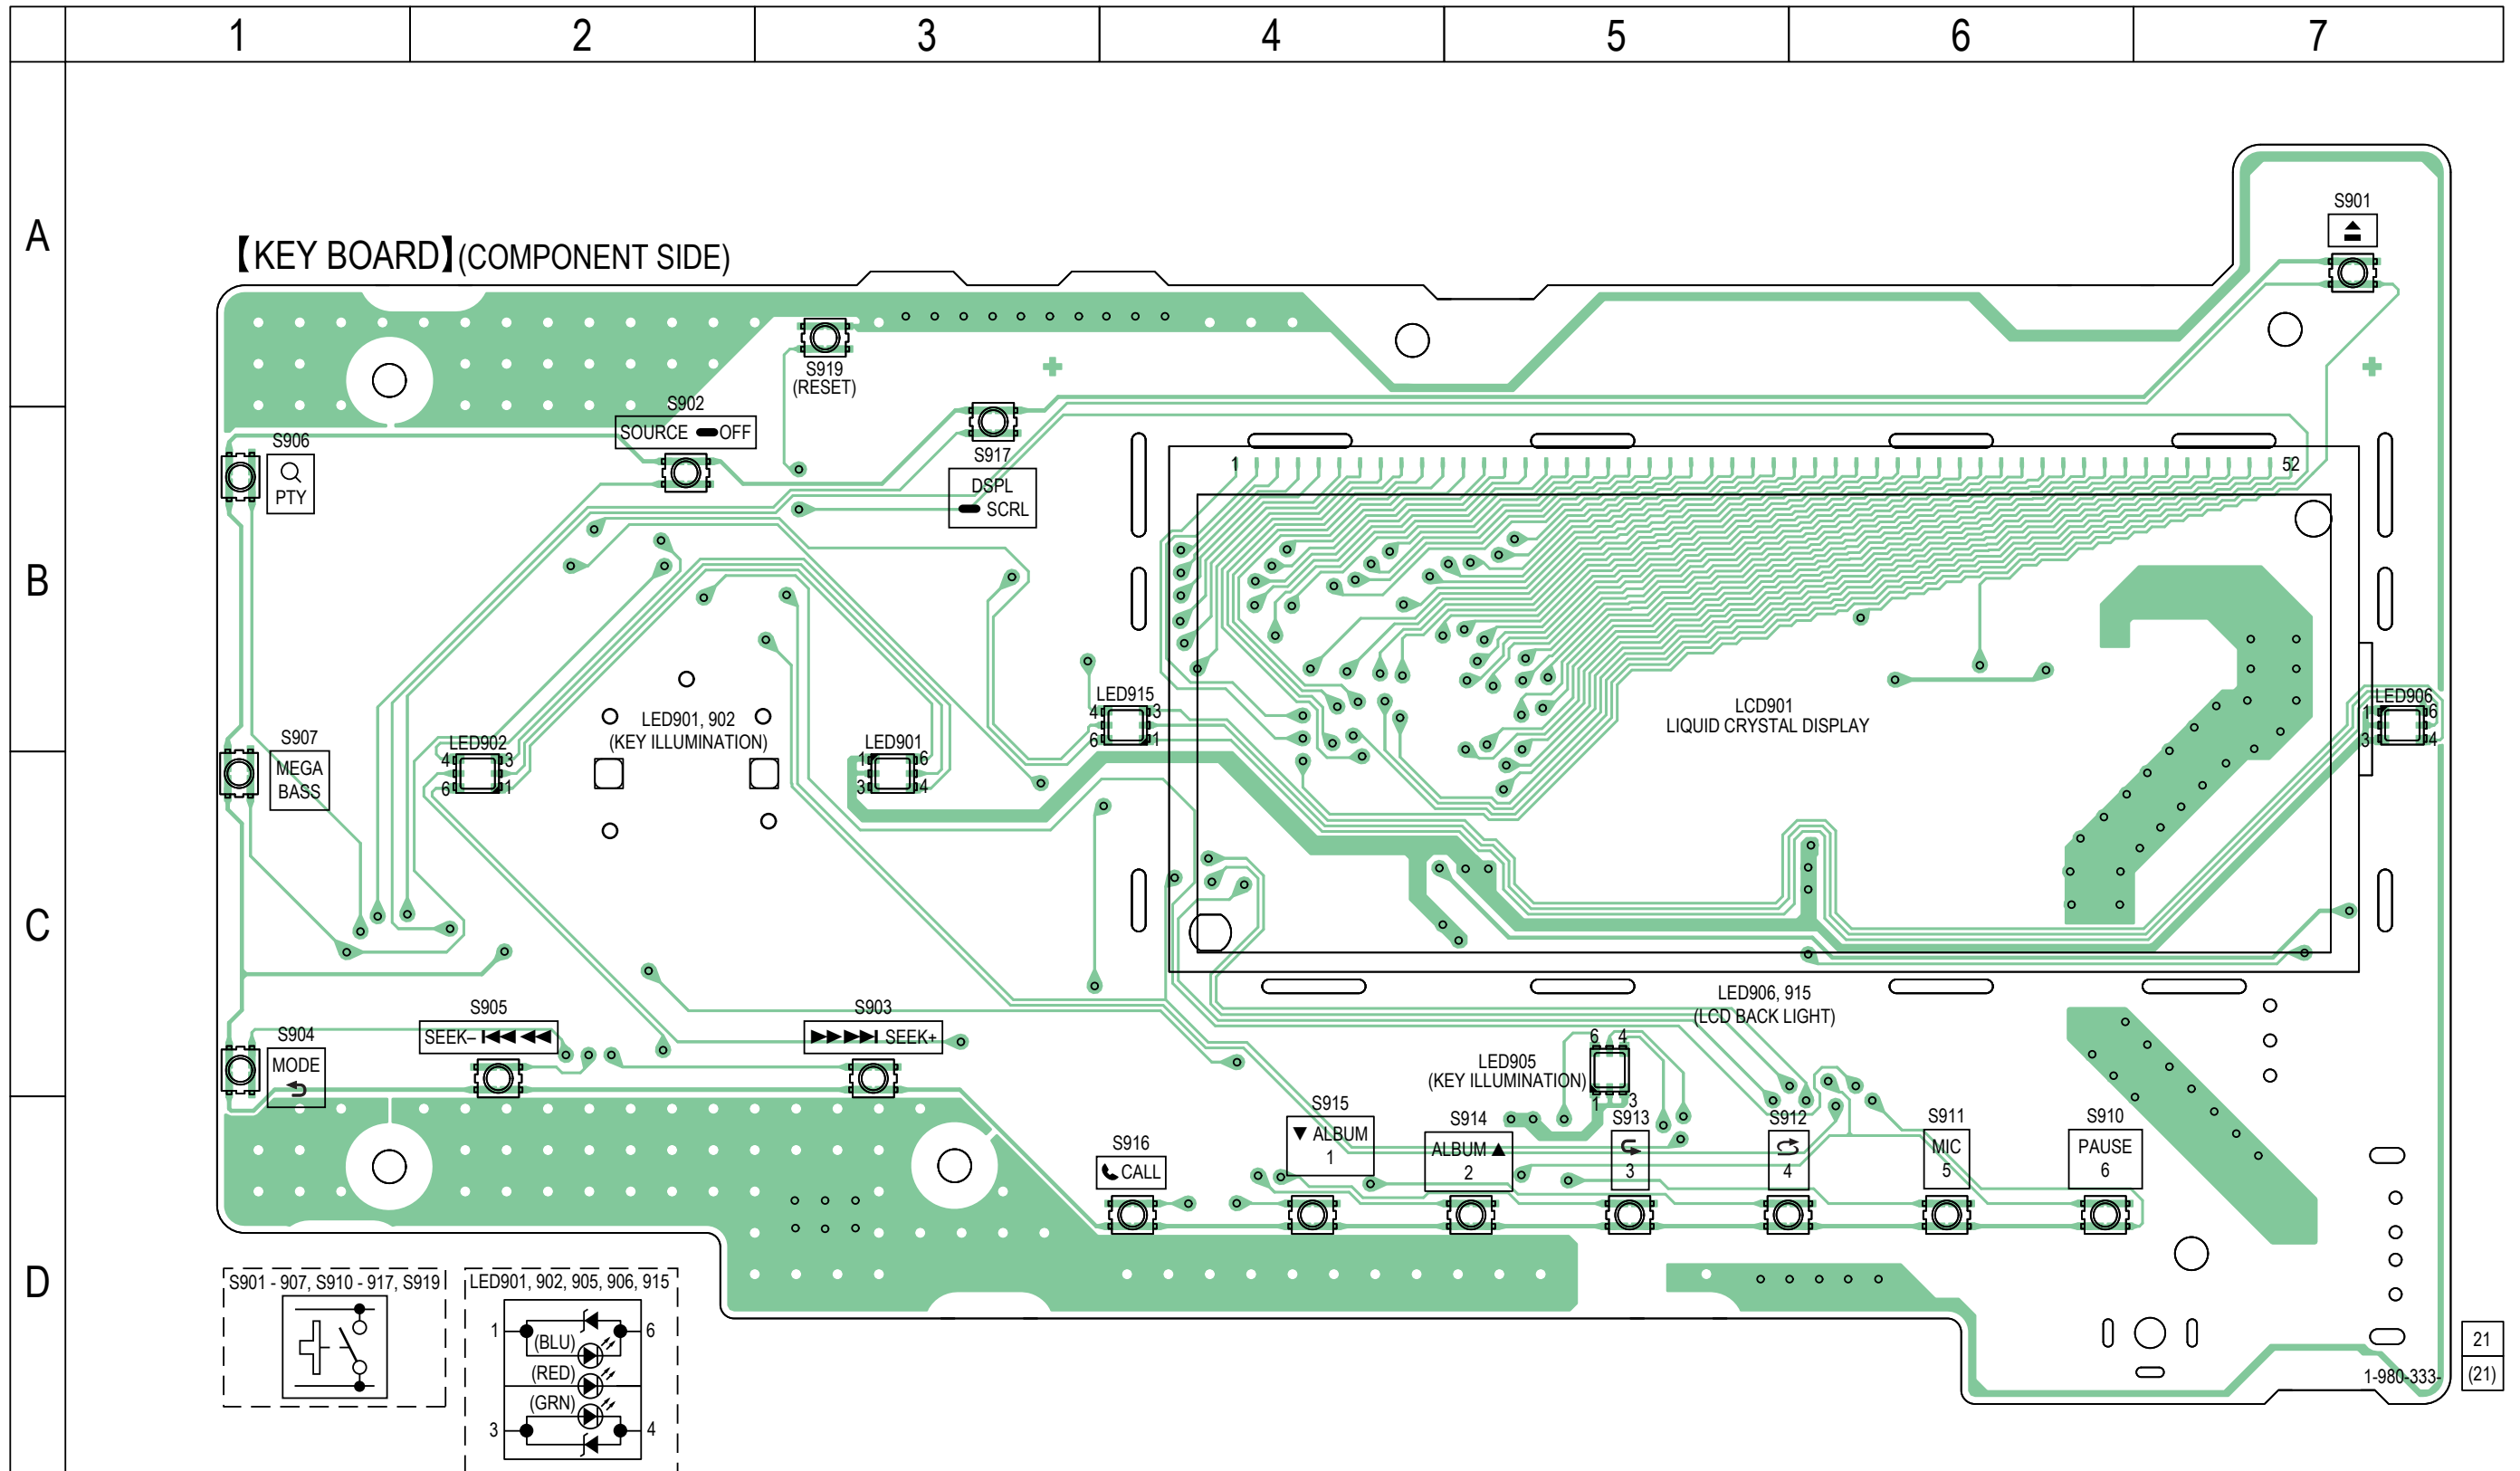 1 2 3 4 5 6 7
A
【KEY BOARD】(COMPONENT SIDE)
S901
S919
(RESET)
B
S902
SOURCE OFF
S906
PTY
S917
DSPL
SCRL
1
52
LED915
4
3
6
1
LED901, 902
(KEY ILLUMINATION)
LCD901
LIQUID CRYSTAL DISPLAY
LED906
1
6
3
4
S907
MEGA
BASS
LED902
4
3
6
1
LED901
1
6
3
4
C
S905
SEEK–
S903
SEEK+
S904
MODE
LED906, 915
(LCD BACK LIGHT)
LED905
(KEY ILLUMINATION)
6
4
1
3
D
S916
CALL
S915
▼ ALBUM
1
S914
ALBUM ▲
2
S913
3
S912
4
S911
MIC
5
S910
PAUSE
6
S901 - 907, S910 - 917, S919
LED901, 902, 905, 906, 915
1
6
(BLU)
(RED)
(GRN)
3
4
1-980-333-
21
(21)